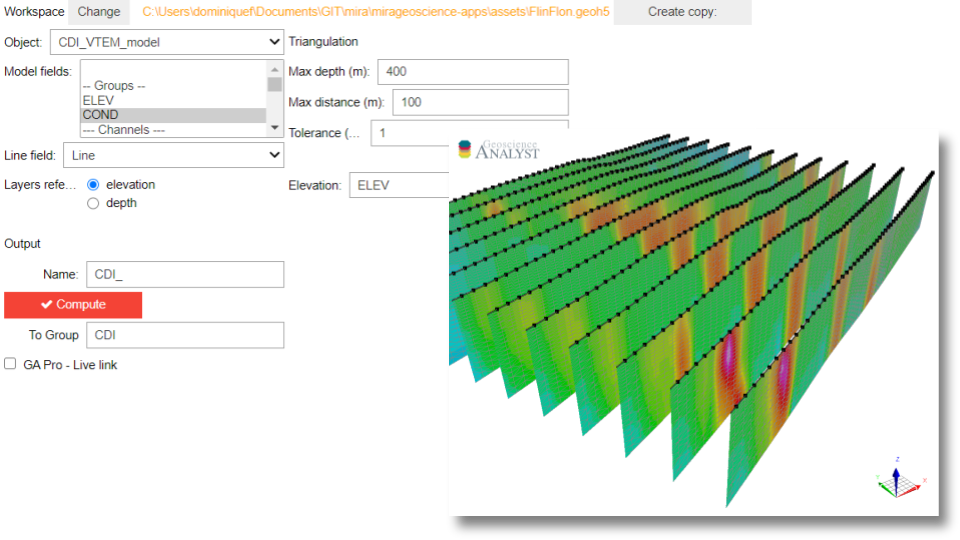 Workspace Change C:\Users\dominiquef\Documents\GIT\mira\mirageoscience-apps\assets\FlinFlon.geoh5 Create copy:
Object: CDI_VTEM_model
Triangulation
Model fields:
-- Groups --
ELEV
COND
--- Channels ---
Max depth (m): 400
Max distance (m): 100
Tolerance (... 1
Line field: Line
Layers refe... elevation
depth
Elevation: ELEV
Output
Name: CDI_
Compute
To Group CDI
GA Pro - Live link
Geoscience
ANALYST
Z
Y
X